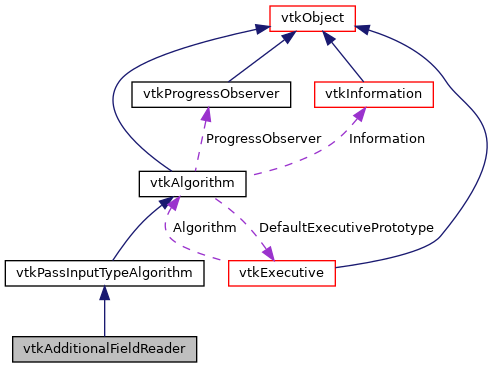 vtkObject
vtkProgressObserver
vtkInformation
ProgressObserver
Information
vtkAlgorithm
Algorithm
DefaultExecutivePrototype
vtkPassInputTypeAlgorithm
vtkExecutive
vtkAdditionalFieldReader